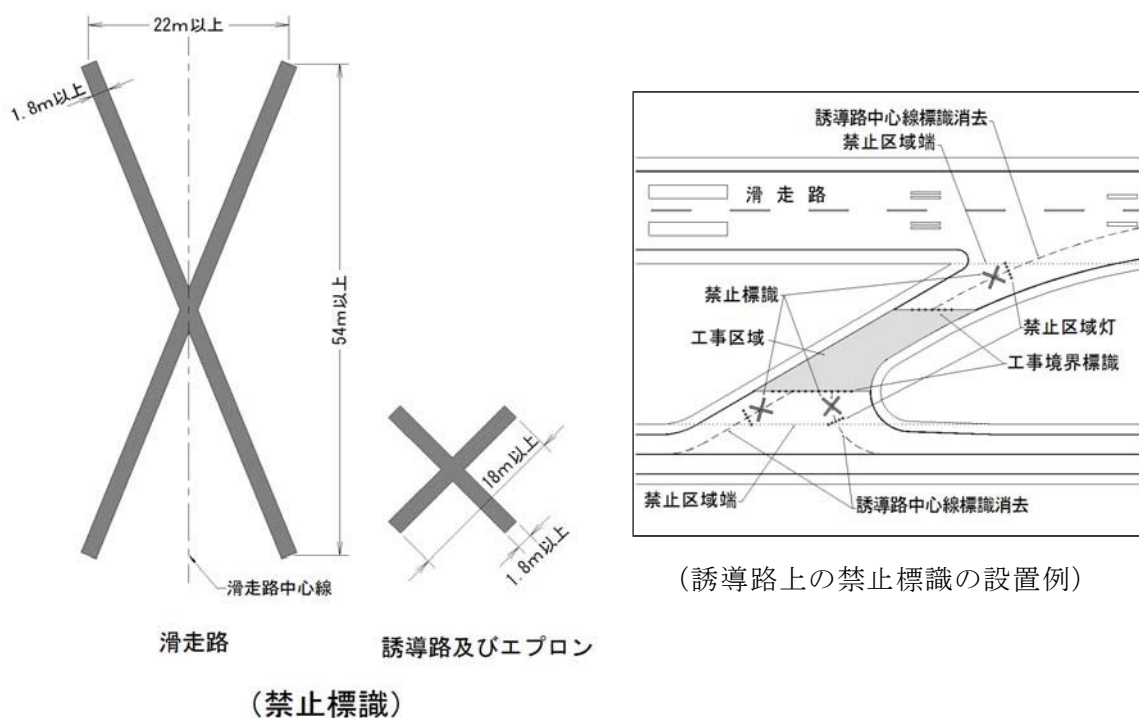 22m以上
1.8m以上
54m以上
滑走路中心線
滑走路
18m以上
1.8m以上
誘導路及びエプロン
(禁止標識)
誘導路中心線標識消去
禁止区域端
滑走路
禁止標識
工事区域
禁止区域灯
工事境界標識
禁止区域端
誘導路中心線標識消去
(誘導路上の禁止標識の設置例)